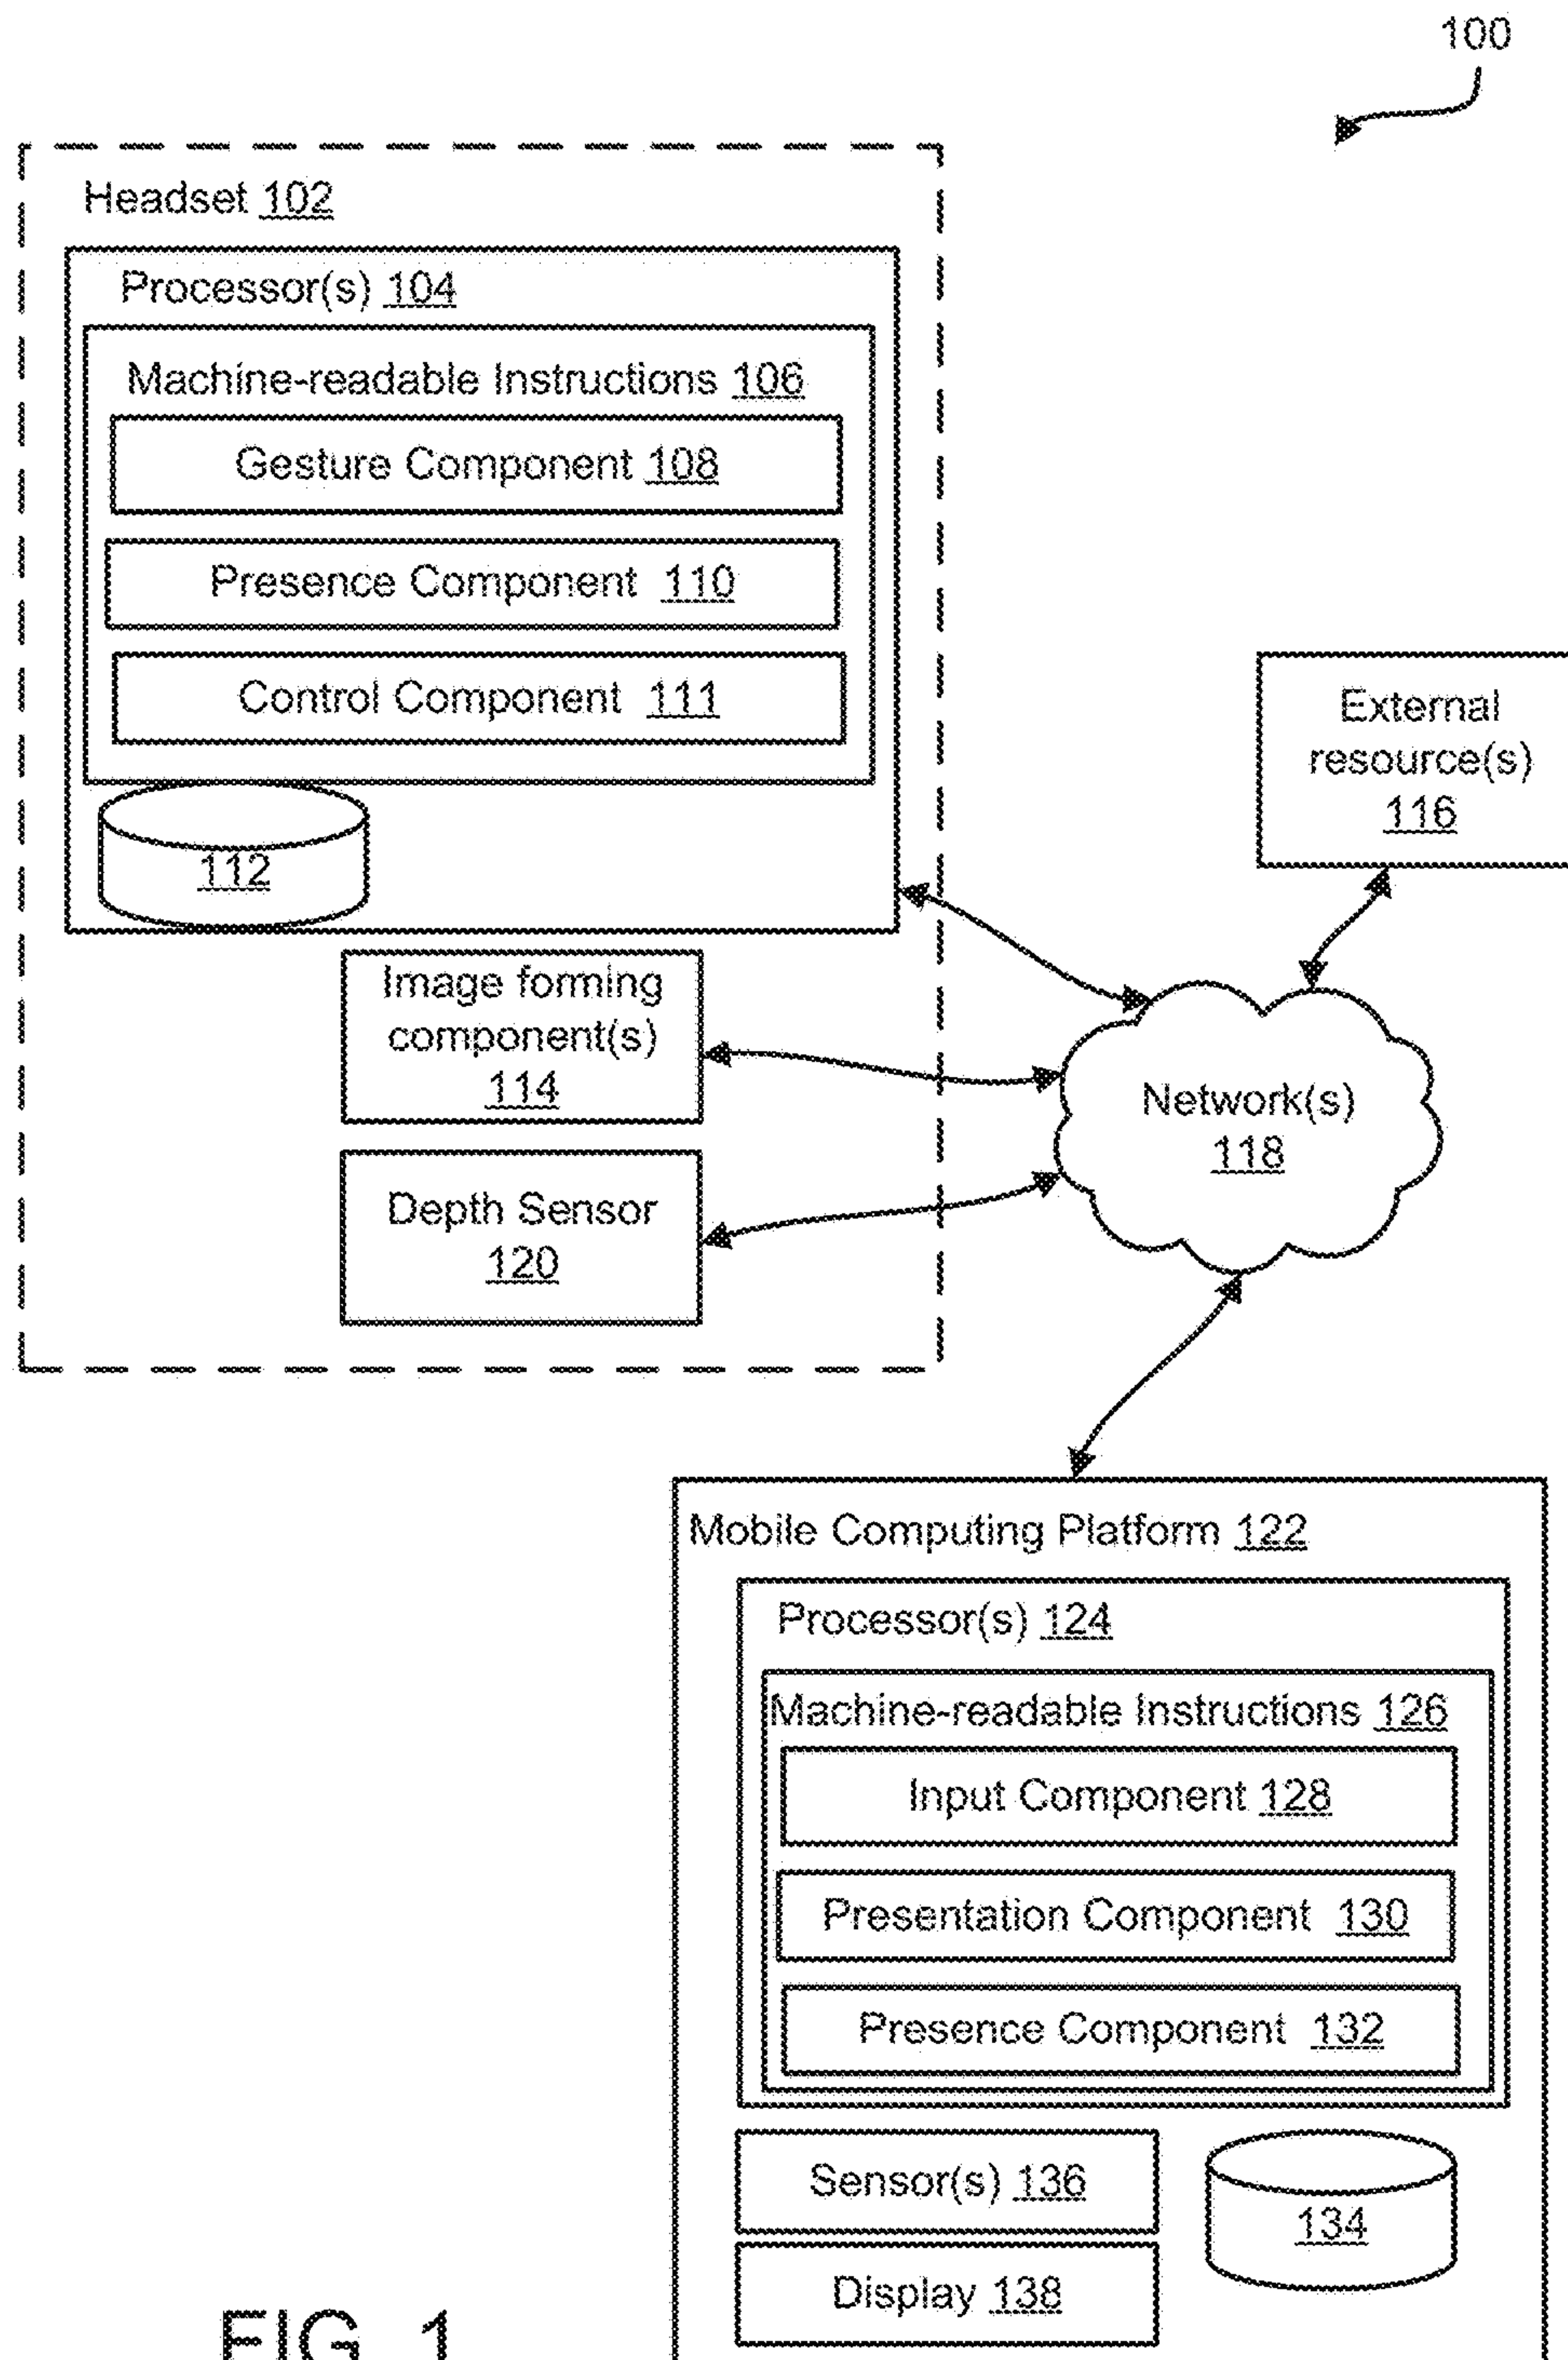 100
Headset 102
Processor(s) 104
Machine-readable Instructions 106
Gesture Component 108
Presence Component 110
Control Component 111
112
Image forming
component(s)
114
Depth Sensor
120
External
resource(s)
116
Network(s)
118
Mobile Computing Platform 122
Processor(s) 124
Machine-readable Instructions 126
Input Component 128
Presentation Component 130
Presence Component 132
Sensor(s) 136
134
Display 138
FIG. 1